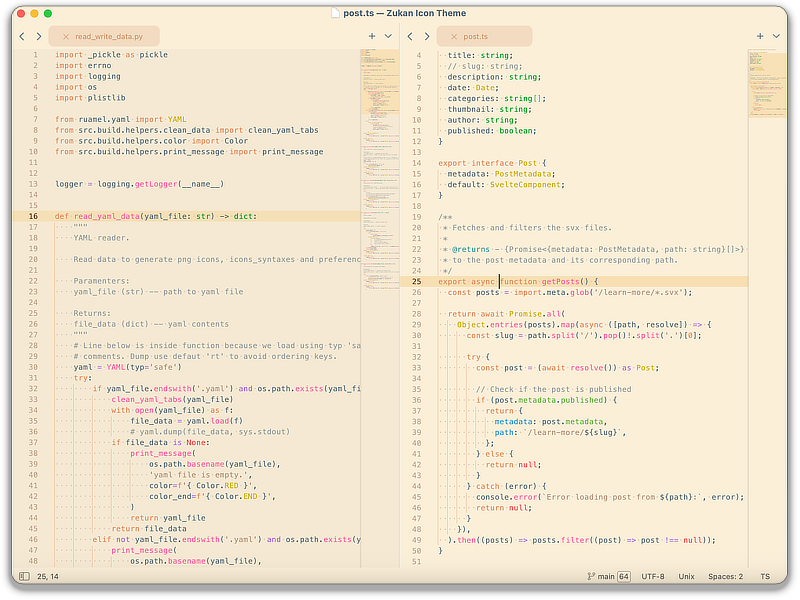 post.ts — Zukan Icon Theme
read_write_data.py
1 import _pickle as pickle
2 import errno
3 import logging
4 import os
5 import plistlib
6
7 from ruamel.yaml import YAML
8 from src.build.helpers.clean_data import clean_yaml_tabs
9 from src.build.helpers.color import Color
10 from src.build.helpers.print_message import print_message
11
12
13 logger = logging.getLogger(__name__)
14
15
16 def read_yaml_data(yaml_file: str) -> dict:
17 """
18 YAML reader.
19
20 Read data to generate png icons, icons_syntaxes and preferenc
21
22 Paramenters:
23 yaml_file (str) -- path to yaml file
24
25 Returns:
26 file_data (dict) -- yaml contents
27 """
28 # Line below is inside function because we load using typ 'sa
29 # comments. Dump use defaut 'rt' to avoid ordering keys.
30 yaml = YAML(typ='safe')
31 try:
32 if yaml_file.endswith('.yaml') and os.path.exists(yaml_fi
33 clean_yaml_tabs(yaml_file)
34 with open(yaml_file) as f:
35 file_data = yaml.load(f)
36 # yaml.dump(file_data, sys.stdout)
37 if file_data is None:
38 print_message(
39 os.path.basename(yaml_file),
40 'yaml file is empty.',
41 color=f'{ Color.RED }',
42 color_end=f'{ Color.END }',
43 )
44 return yaml_file
45 return file_data
46 elif not yaml_file.endswith('.yaml') and os.path.exists(y
47 print_message(
48 os.path.basename(yaml_file),
post.ts
4 title: string;
5 // slug: string;
6 description: string;
7 date: Date;
8 categories: string[];
9 thumbnail: string;
10 author: string;
11 published: boolean;
12 }
13
14 export interface Post {
15 metadata: PostMetadata;
16 default: SvelteComponent;
17 }
18
19 /**
20 * Fetches and filters the svx files.
21 *
22 * @returns - {Promise<{metadata: PostMetadata, path: string}[]>}
23 * to the post metadata and its corresponding path.
24 */
25 export async function getPosts() {
26 const posts = import.meta.glob('/learn-more/*.svx');
27
28 return await Promise.all(
29 Object.entries(posts).map(async ([path, resolve]) => {
30 const slug = path.split('/').pop()!.split('.')[0];
31
32 try {
33 const post = (await resolve()) as Post;
34
35 // Check if the post is published
36 if (post.metadata.published) {
37 return {
38 metadata: post.metadata,
39 path: `/learn-more/${slug}`,
40 };
41 } else {
42 return null;
43 }
44 } catch (error) {
45 console.error(`Error loading post from ${path}:`, error);
46 return null;
47 }
48 }),
49 ).then((posts) => posts.filter((post) => post !== null));
50 }
51
25, 14
main 64 UTF-8 Unix Spaces: 2 TS